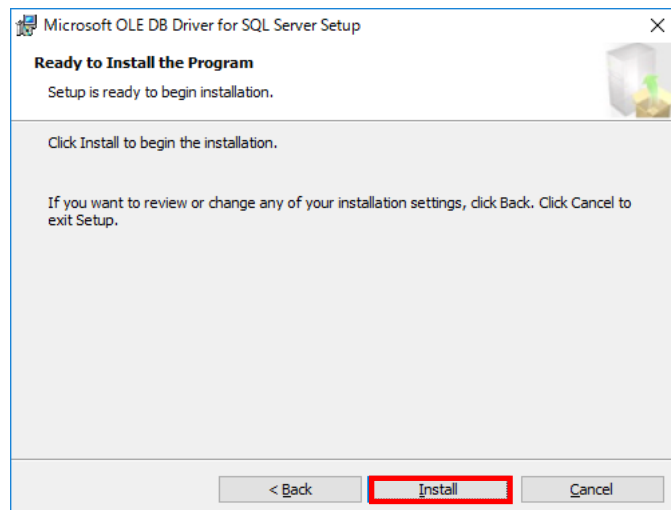 Microsoft OLE DB Driver for SQL Server Setup
Ready to Install the Program
Setup is ready to begin installation.
Click Install to begin the installation.
If you want to review or change any of your installation settings, click Back. Click Cancel to
exit Setup.
< Back
Install
Cancel